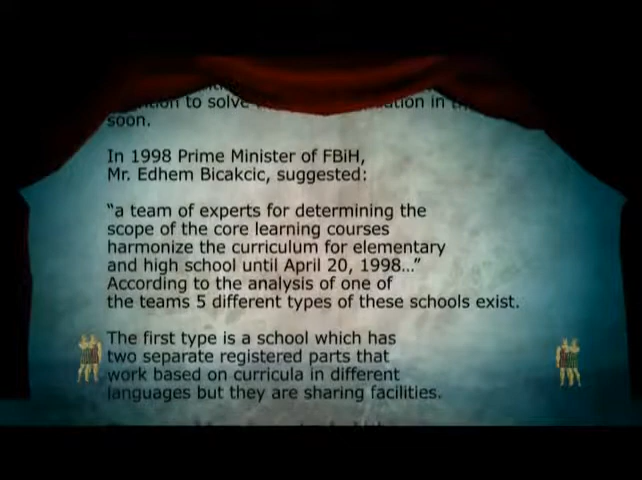 to solve
soon.
In 1998 Prime Minister of FBiH,
Mr. Edhem Bicakcic, suggested:
“a team of experts for determining the
scope of the core learning courses
harmonize the curriculum for elementary
and high school until April 20, 1998...”
According to the analysis of one of
the teams 5 different types of these schools exist.
The first type is a school which has
two separate registered parts that
work based on curricula in different
languages but they are sharing facilities.